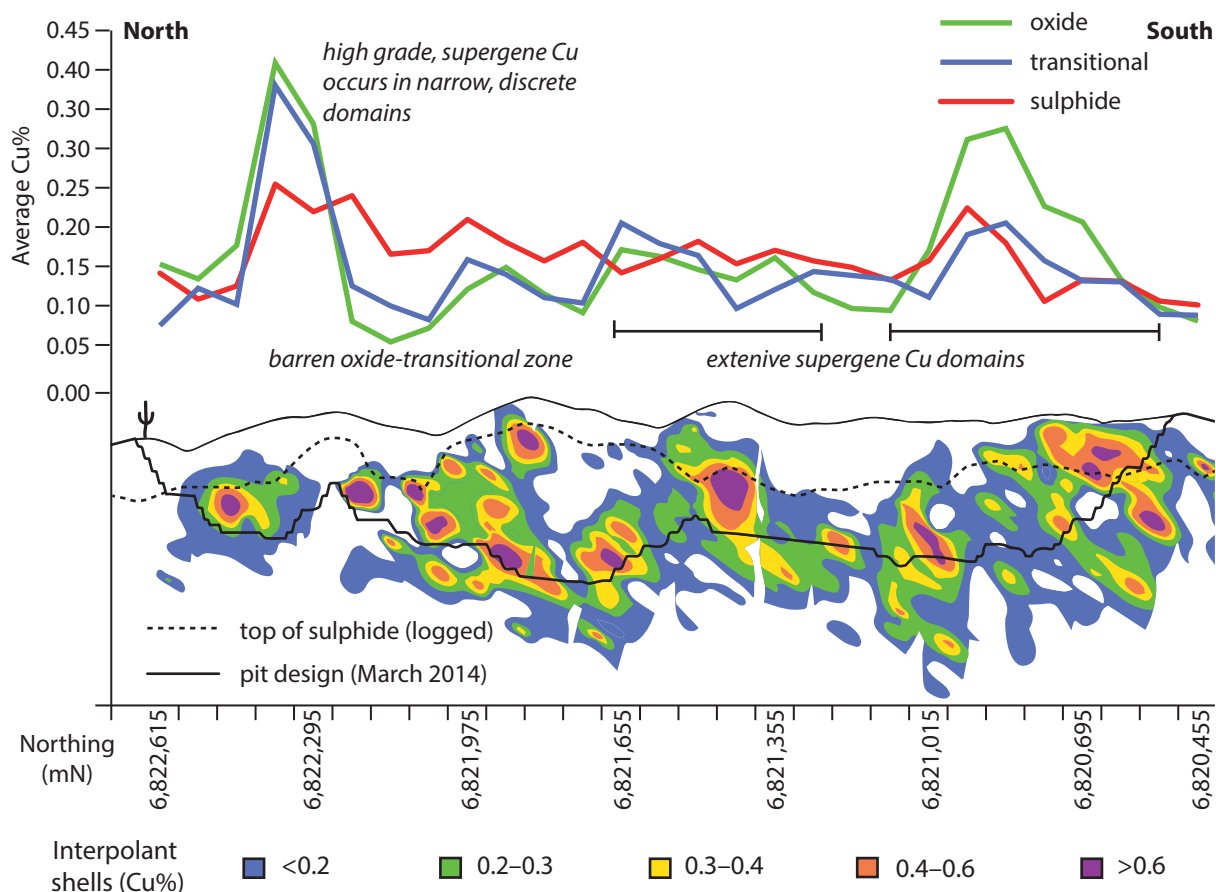 North
South
high grade, supergene Cu
occurs in narrow, discrete
domains
oxide
transitional
sulphide
Average Cu%
0.45
0.40
0.30
0.30
0.25
0.20
0.15
0.10
0.05
0.00
barren oxide-transitional zone
extenive supergene Cu domains
top of sulphide (logged)
pit design (March 2014)
Northing
(mN)
6,822,615
6,822,295
6,821,975
6,821,655
6,821,355
6,821,015
6,820,695
6,820,455
Interpolant
shells (Cu%)
<0.2
0.2–0.3
0.3–0.4
0.4–0.6
>0.6